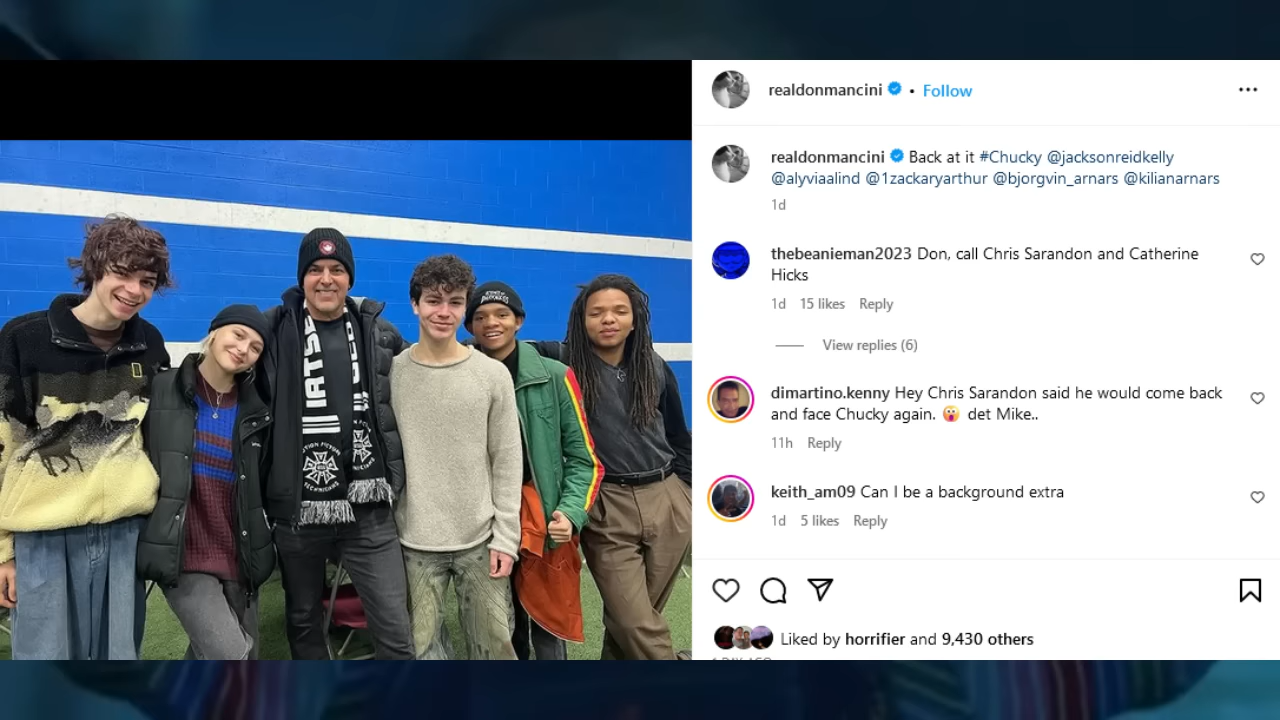 realdonmancini • Follow
realdonmancini Back at it #Chucky @jacksonreidkelly
@alyviaalind @1zackaryarthur @bjorgvin_arnars @kilianarnars
1d
thebeanieman2023 Don, call Chris Sarandon and Catherine
Hicks
1d 15 likes Reply
View replies (6)
dimartino.kenny Hey Chris Sarandon said he would come back
and face Chucky again. 😱 det Mike..
11h Reply
keith_am09 Can I be a background extra
1d 5 likes Reply
Liked by horrifier and 9,430 others
IATSE
TECHNICIANS